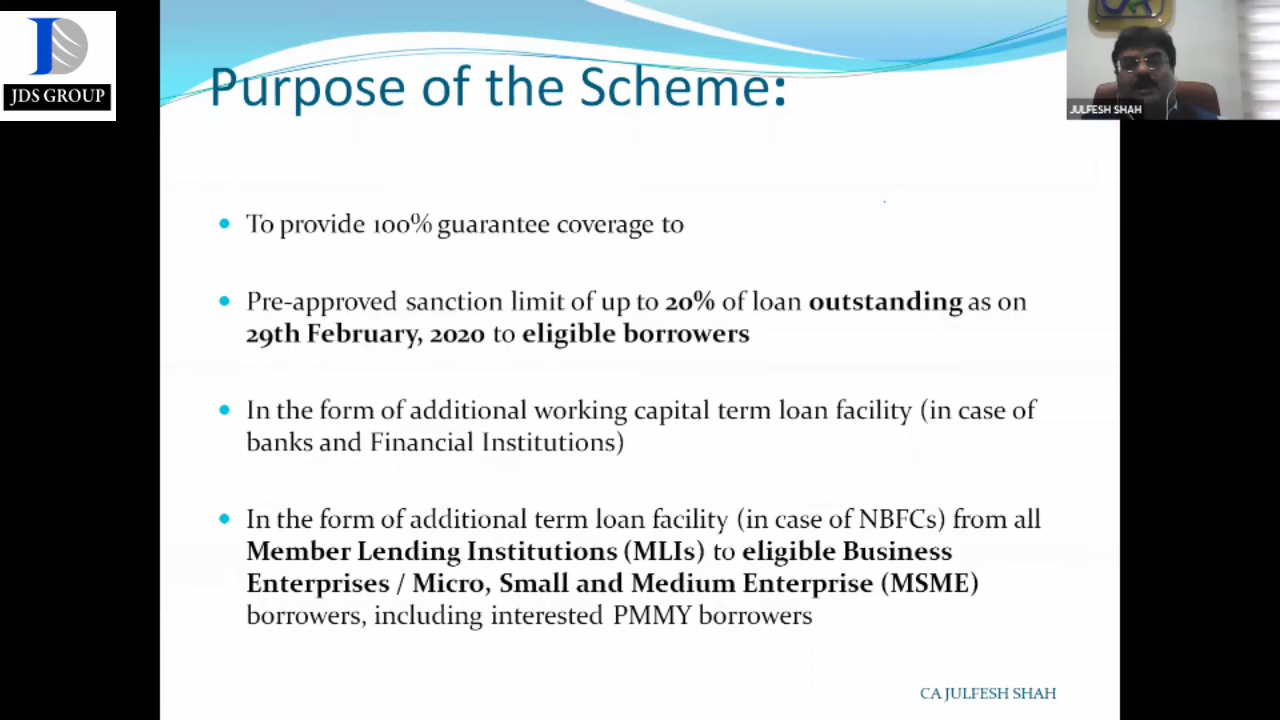 JDS GROUP
Purpose of the Scheme:
JULFESH SHAH
To provide 100% guarantee coverage to
Pre-approved sanction limit of up to 20% of loan outstanding as on
29th February, 2020 to eligible borrowers
In the form of additional working capital term loan facility (in case of
banks and Financial Institutions)
In the form of additional term loan facility (in case of NBFCs) from all
Member Lending Institutions (MLIs) to eligible Business
Enterprises / Micro, Small and Medium Enterprise (MSME)
borrowers, including interested PMMY borrowers
CA JULFESH SHAH